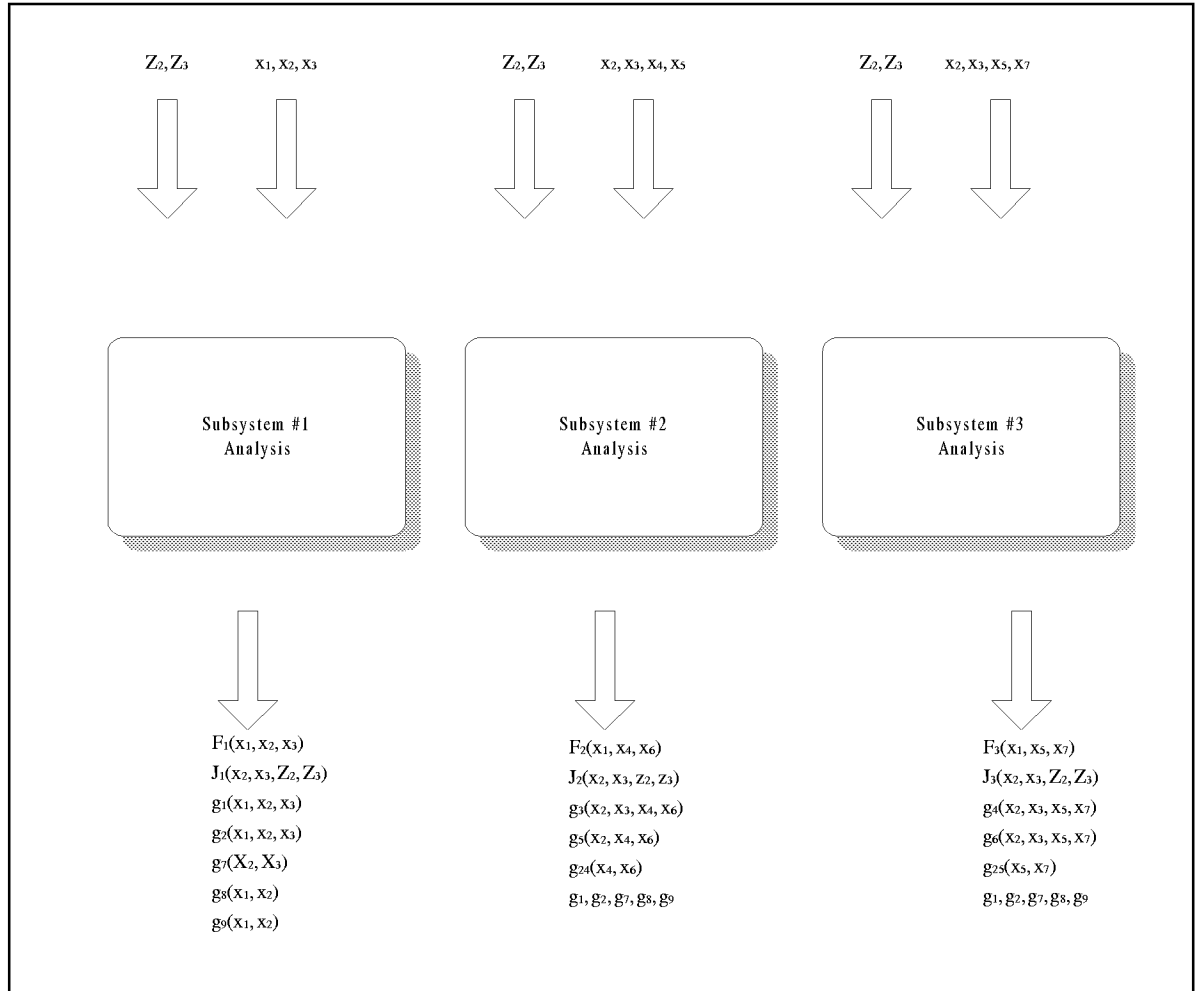 Z₂, Z₃ x₁, x₂, x₃ Z₂, Z₃ x₂, x₃, x₄, x₅ Z₂, Z₃ x₂, x₃, x₅, x₇
Subsystem #1
Analysis
Subsystem #2
Analysis
Subsystem #3
Analysis
F₁(x₁, x₂, x₃)
J₁(x₂, x₃, Z₂, Z₃)
g₁(x₁, x₂, x₃)
g₂(x₁, x₂, x₃)
g₇(X₂, X₃)
g₈(x₁, x₂)
g₉(x₁, x₂)
F₂(x₁, x₄, x₆)
J₂(x₂, x₃, z₂, z₃)
g₃(x₂, x₃, x₄, x₆)
g₅(x₂, x₄, x₆)
g₂₄(x₄, x₆)
g₁, g₂, g₇, g₈, g₉
F₃(x₁, x₅, x₇)
J₃(x₂, x₃, Z₂, Z₃)
g₄(x₂, x₃, x₅, x₇)
g₆(x₂, x₃, x₅, x₇)
g₂₅(x₅, x₇)
g₁, g₂, g₇, g₈, g₉